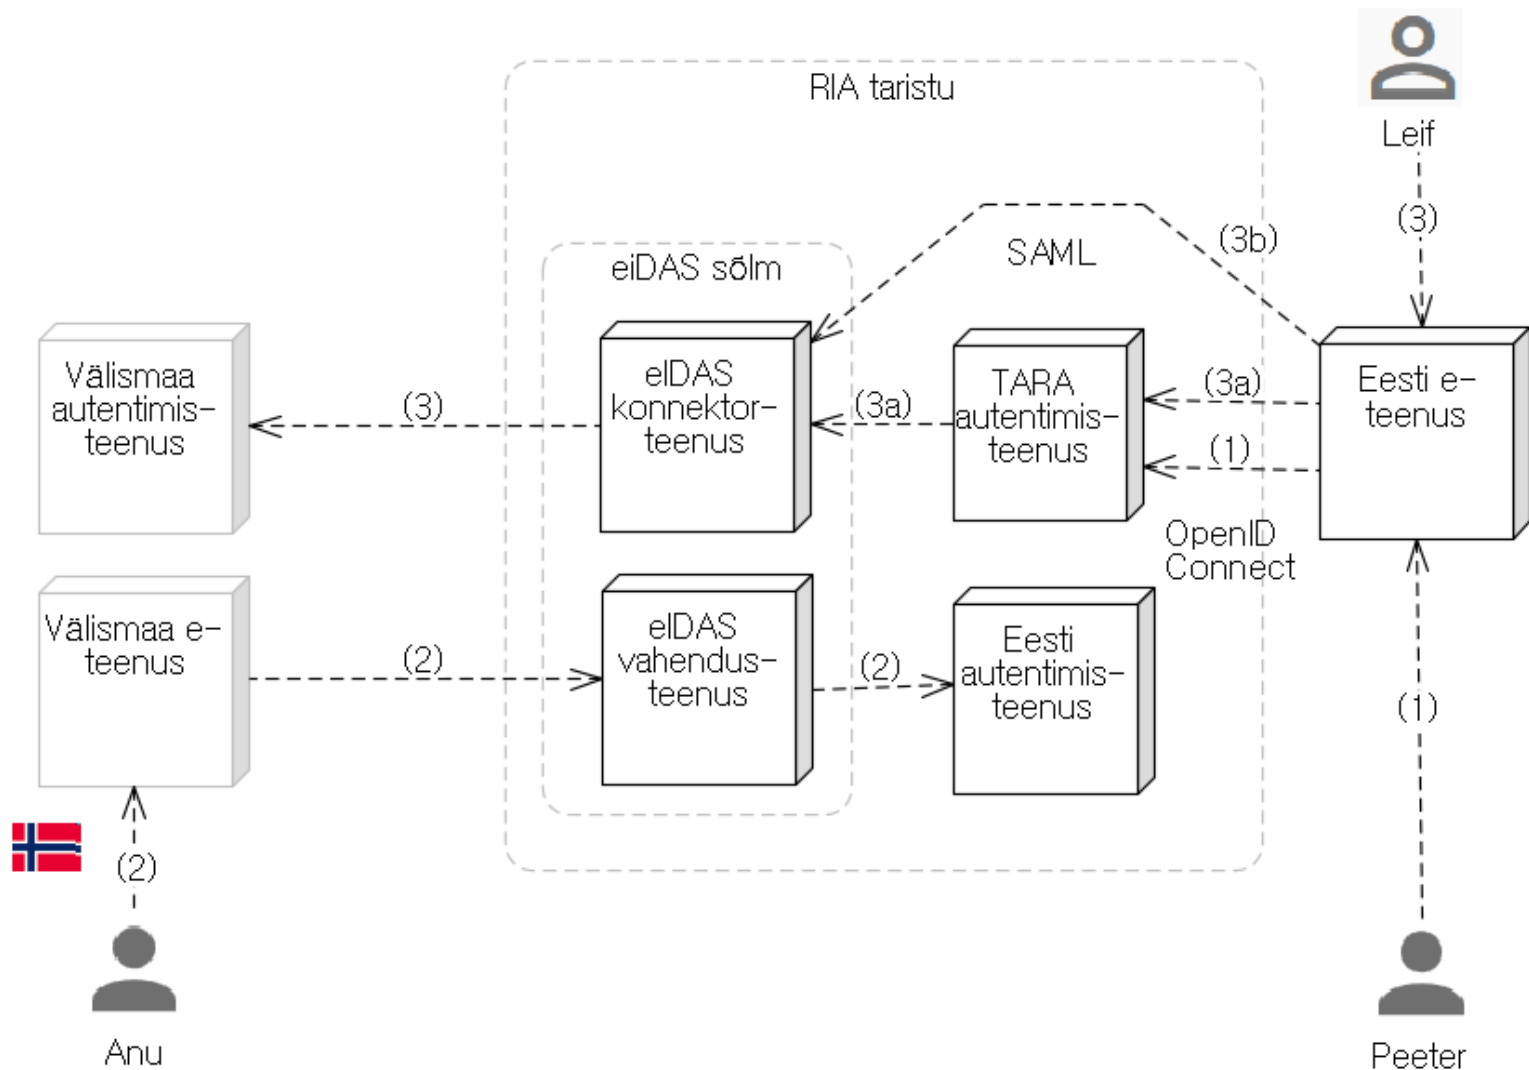 RIA taristu
Leif
(3)
(3b)
SAML
eiDAS sõlm
Välismaa
autentimis-
teenus
(3)
eIDAS
konnektor-
teenus
(3a)
TARA
autentimis-
teenus
(3a)
(1)
Eesti e-
teenus
OpenID
Connect
Välismaa e-
teenus
(2)
eIDAS
vahendus-
teenus
(2)
Eesti
autentimis-
teenus
(1)
(2)
Anu
Peeter